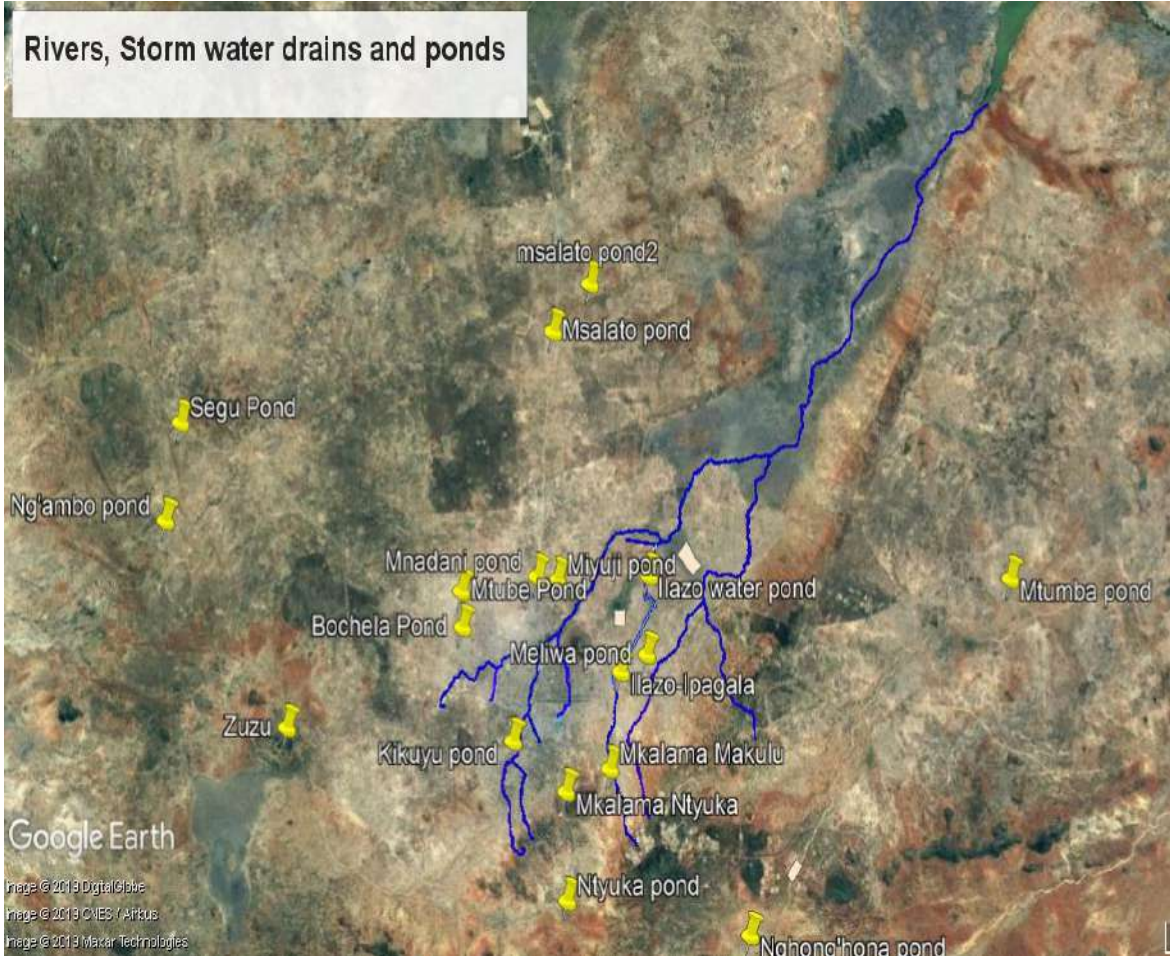 Rivers, Storm water drains and ponds
msalato pond2
Msalato pond
Segu Pond
Ng'ambo pond
Mnadani pond
Miyuji pond
Mtube Pond
Ilazo water pond
Mtumba pond
Bochela Pond
Meliwa pond
Ilazo-Ipagala
Zuzu
Kikuyu pond
Mkalama Makulu
Mkalama Ntyuka
Google Earth
Image © 2019 DigitalGlobe
Ntyuka pond
Image © 2019 CNES / Airbus
Image © 2019 Maxar Technologies
Nghong'hona pond